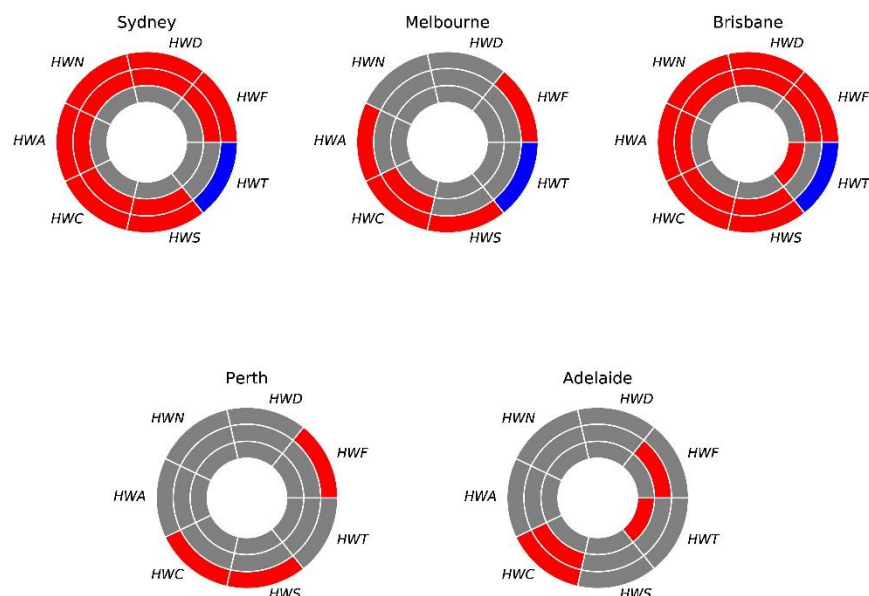 Sydney
HWD
HWN
HWF
HWA
HWT
HWC
HWS
Melbourne
HWD
HWN
HWF
HWA
HWT
HWC
HWS
Brisbane
HWD
HWN
HWF
HWA
HWT
HWC
HWS
Perth
HWD
HWN
HWF
HWA
HWT
HWC
HWS
Adelaide
HWD
HWN
HWF
HWA
HWT
HWC
HWS